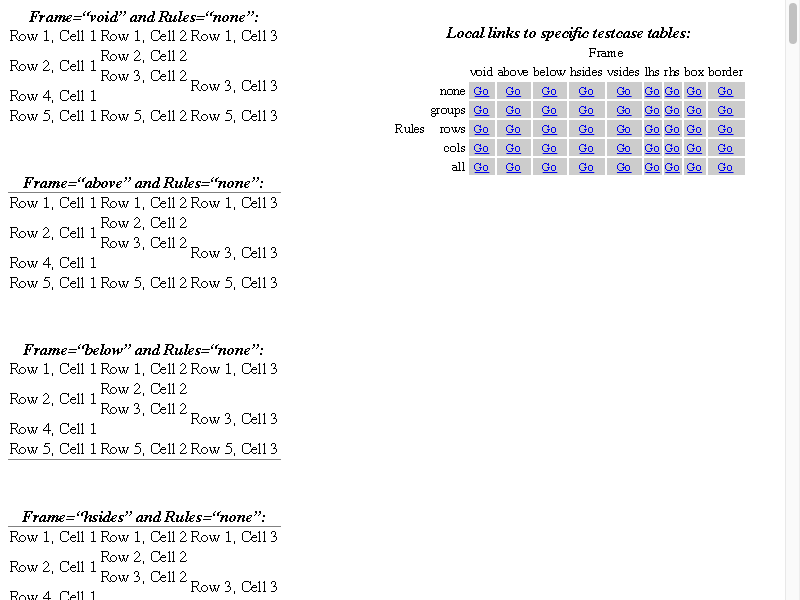 Frame=“void” and Rules=“none”:
Row 1, Cell 1 Row 1, Cell 2 Row 1, Cell 3
Row 2, Cell 2
Row 2, Cell 1
Row 3, Cell 2
Row 3, Cell 3
Row 4, Cell 1
Row 5, Cell 1 Row 5, Cell 2 Row 5, Cell 3
Frame=“above” and Rules=“none”:
Row 1, Cell 1 Row 1, Cell 2 Row 1, Cell 3
Row 2, Cell 2
Row 2, Cell 1
Row 3, Cell 2
Row 3, Cell 3
Row 4, Cell 1
Row 5, Cell 1 Row 5, Cell 2 Row 5, Cell 3
Frame=“below” and Rules=“none”:
Row 1, Cell 1 Row 1, Cell 2 Row 1, Cell 3
Row 2, Cell 2
Row 2, Cell 1
Row 3, Cell 2
Row 3, Cell 3
Row 4, Cell 1
Row 5, Cell 1 Row 5, Cell 2 Row 5, Cell 3
Frame=“hsides” and Rules=“none”:
Row 1, Cell 1 Row 1, Cell 2 Row 1, Cell 3
Row 2, Cell 2
Row 2, Cell 1
Row 3, Cell 2
Row 3, Cell 3
Row 4, Cell 1
Local links to specific testcase tables:
Frame
void above below hsides vsides lhs rhs box border
none Go Go Go Go Go Go Go Go Go
groups Go Go Go Go Go Go Go Go Go
Rules rows Go Go Go Go Go Go Go Go Go
cols Go Go Go Go Go Go Go Go Go
all Go Go Go Go Go Go Go Go Go